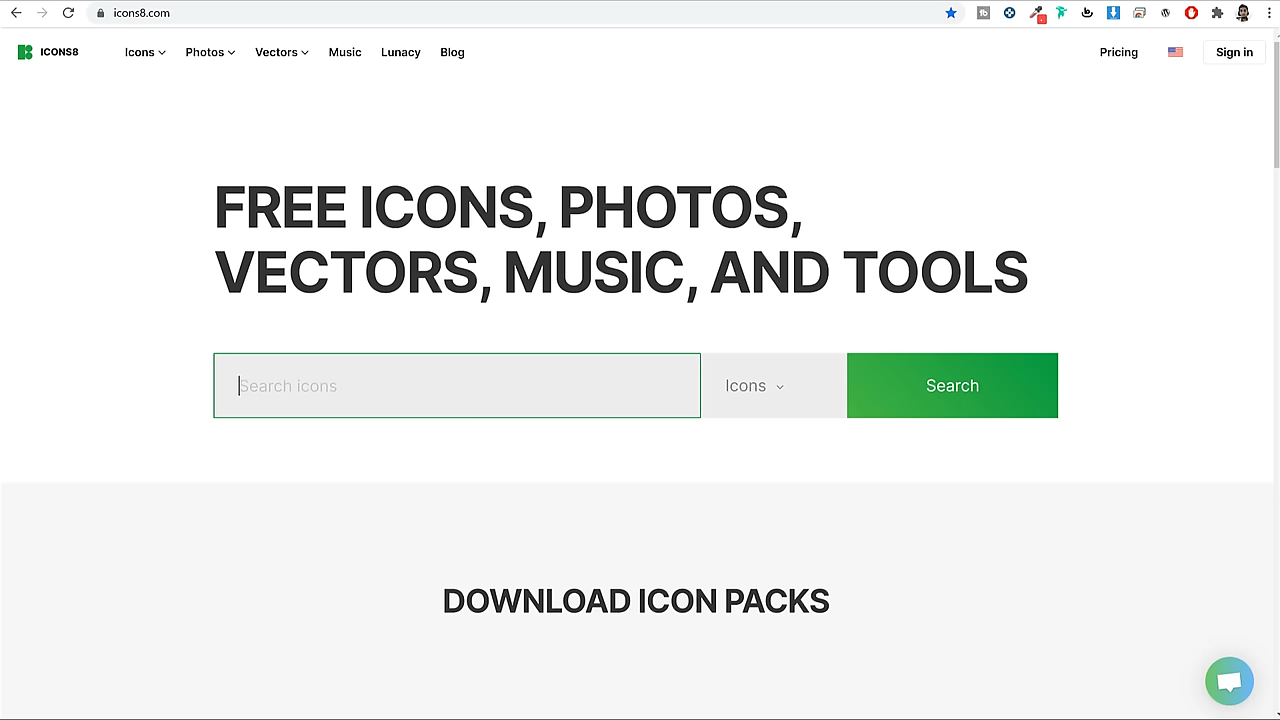 icons8.com
ICONS8 Icons Photos Vectors Music Lunacy Blog Pricing Sign in
FREE ICONS, PHOTOS,
VECTORS, MUSIC, AND TOOLS
Search icons Icons Search
DOWNLOAD ICON PACKS